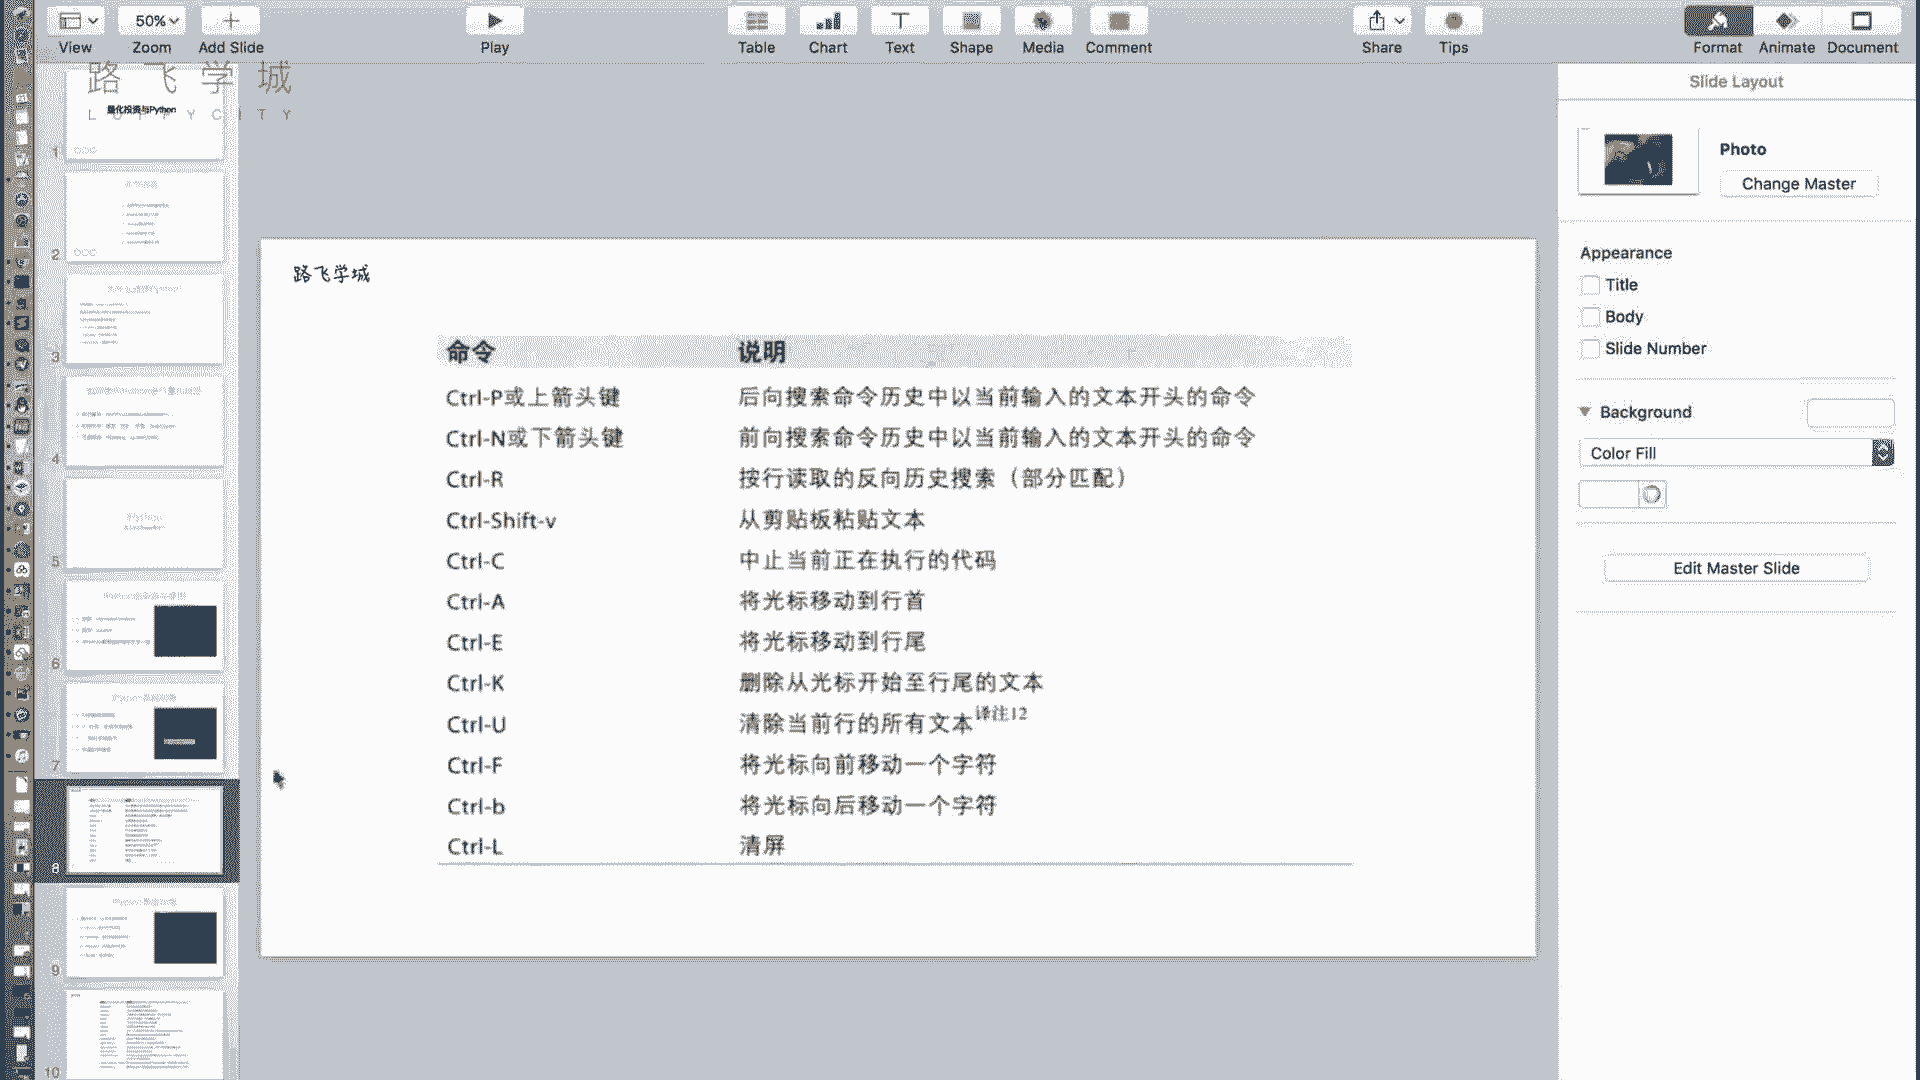 50%
View
Zoom
Add Slide
Play
Table
Chart
Text
Shape
Media
Comment
Share
Tips
Format
Animate
Document
路飞学城
LUFFYCITY
量化投资与Python
1
2
3
4
5
6
7
8
9
10
路飞学城
命令 说明
Ctrl-P或上箭头键 后向搜索命令历史中以当前输入的文本开头的命令
Ctrl-N或下箭头键 前向搜索命令历史中以当前输入的文本开头的命令
Ctrl-R 按行读取的反向历史搜索（部分匹配）
Ctrl-Shift-v 从剪贴板粘贴文本
Ctrl-C 中止当前正在执行的代码
Ctrl-A 将光标移动到行首
Ctrl-E 将光标移动到行尾
Ctrl-K 删除从光标开始至行尾的文本
Ctrl-U 清除当前行的所有文本译注12
Ctrl-F 将光标向前移动一个字符
Ctrl-b 将光标向后移动一个字符
Ctrl-L 清屏
Slide Layout
Photo
Change Master
Appearance
Title
Body
Slide Number
Background
Color Fill
Edit Master Slide